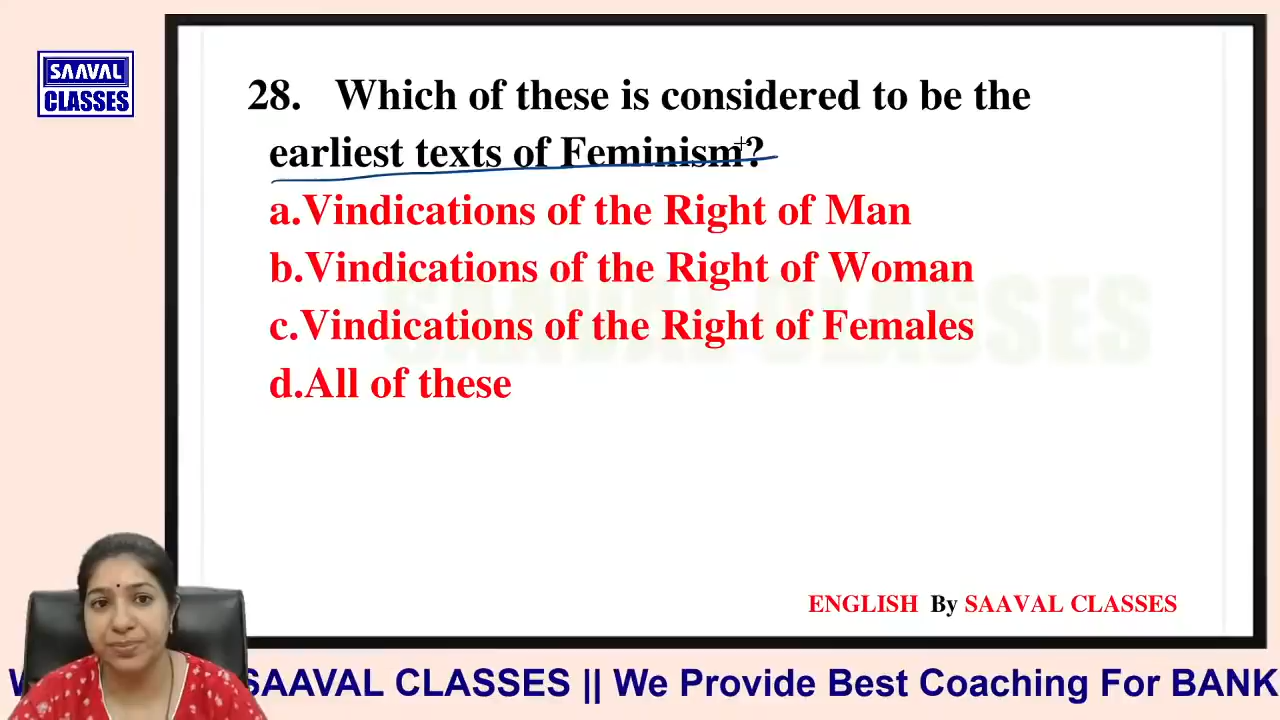 SAAVAL
CLASSES
28. Which of these is considered to be the
earliest texts of Feminism?
a.Vindications of the Right of Man
b.Vindications of the Right of Woman
c.Vindications of the Right of Females
d.All of these
SAAVAL CLASSES
ENGLISH By SAAVAL CLASSES
SAAVAL CLASSES || We Provide Best Coaching For BANK